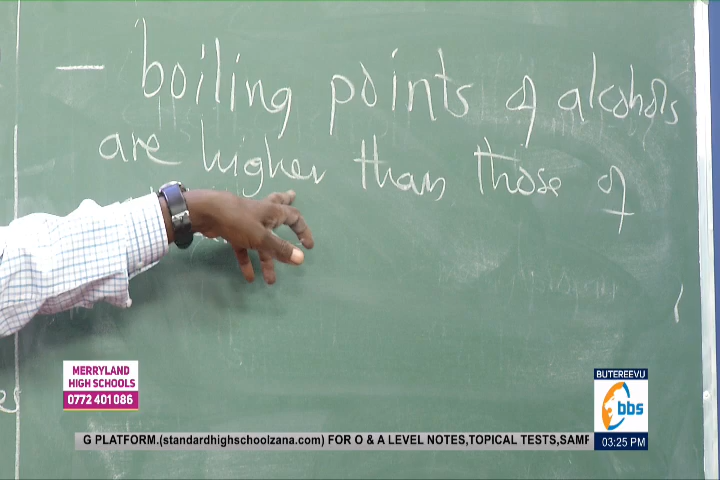 - boiling points of alcohols
are higher than those of
MERRYLAND
HIGH SCHOOLS
0772 401 086
BUTEREEVU
bbs
03:25 PM
G PLATFORM.(standardhighschoolzana.com) FOR O & A LEVEL NOTES,TOPICAL TESTS,SAMP